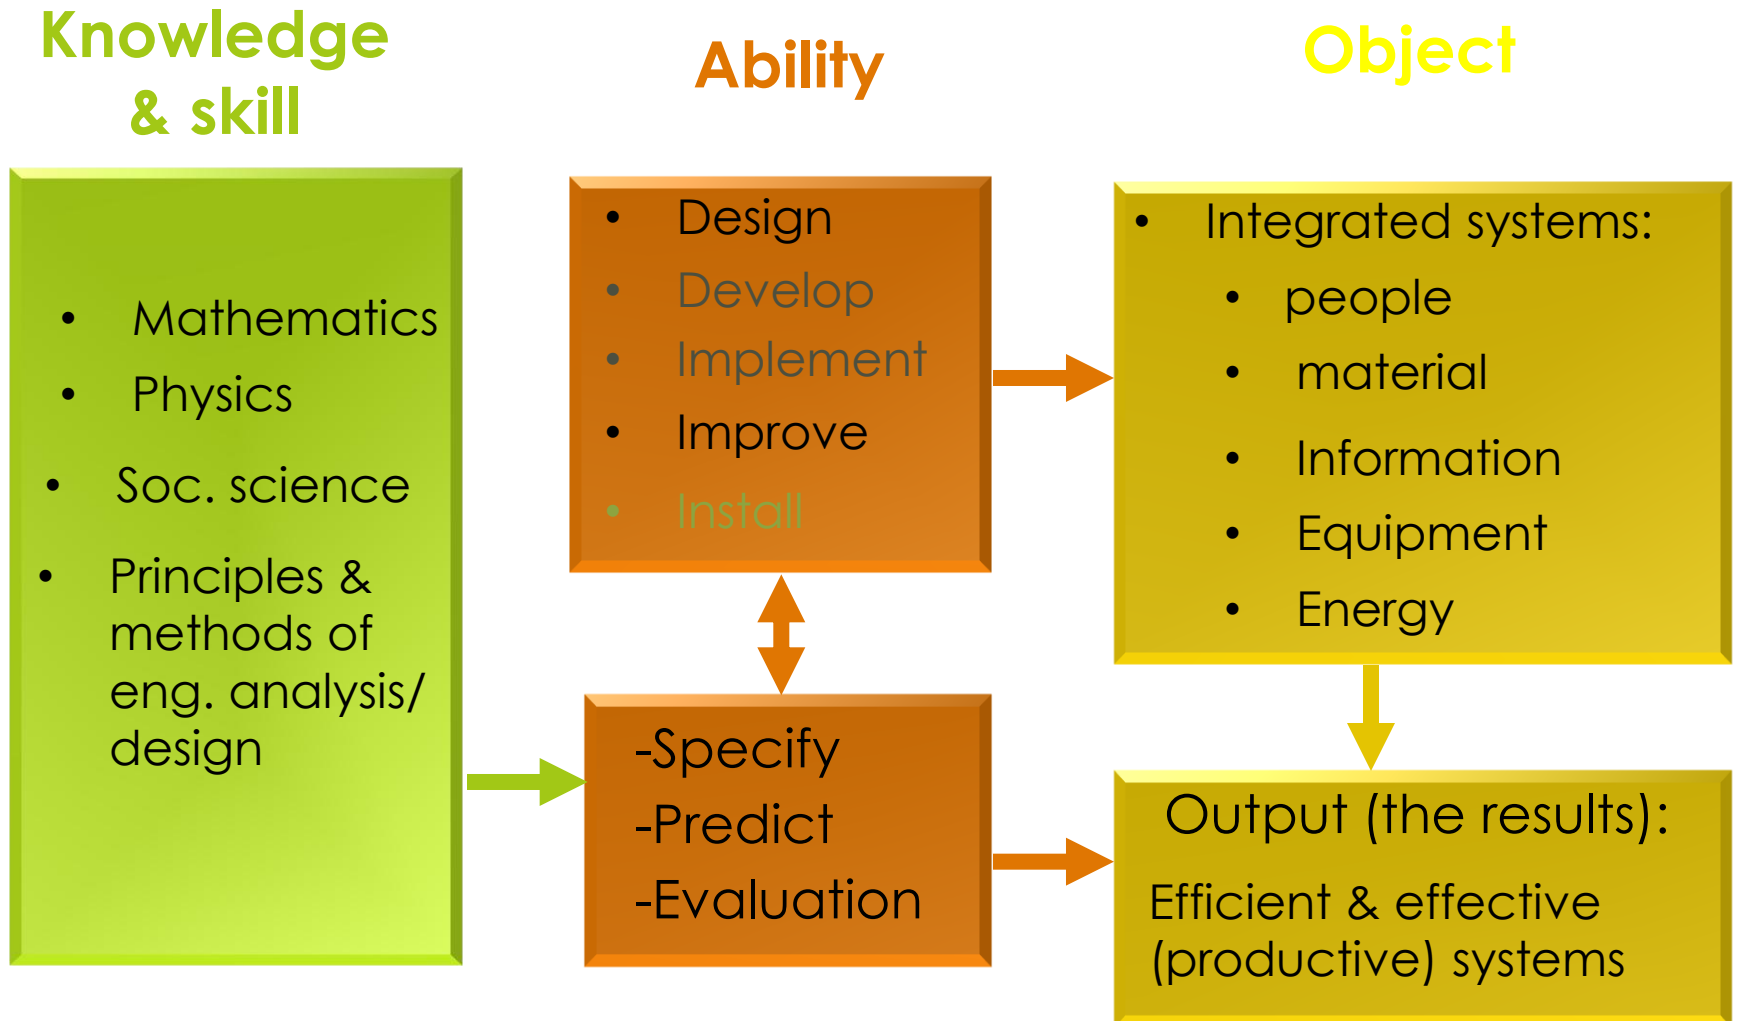 Knowledge
& skill
• Mathematics
• Physics
• Soc. science
• Principles &
methods of
eng. analysis/
design
Ability
• Design
• Develop
• Implement
• Improve
• Install
-Specify
-Predict
-Evaluation
Object
• Integrated systems:
• people
• material
• Information
• Equipment
• Energy
Output (the results):
Efficient & effective
(productive) systems